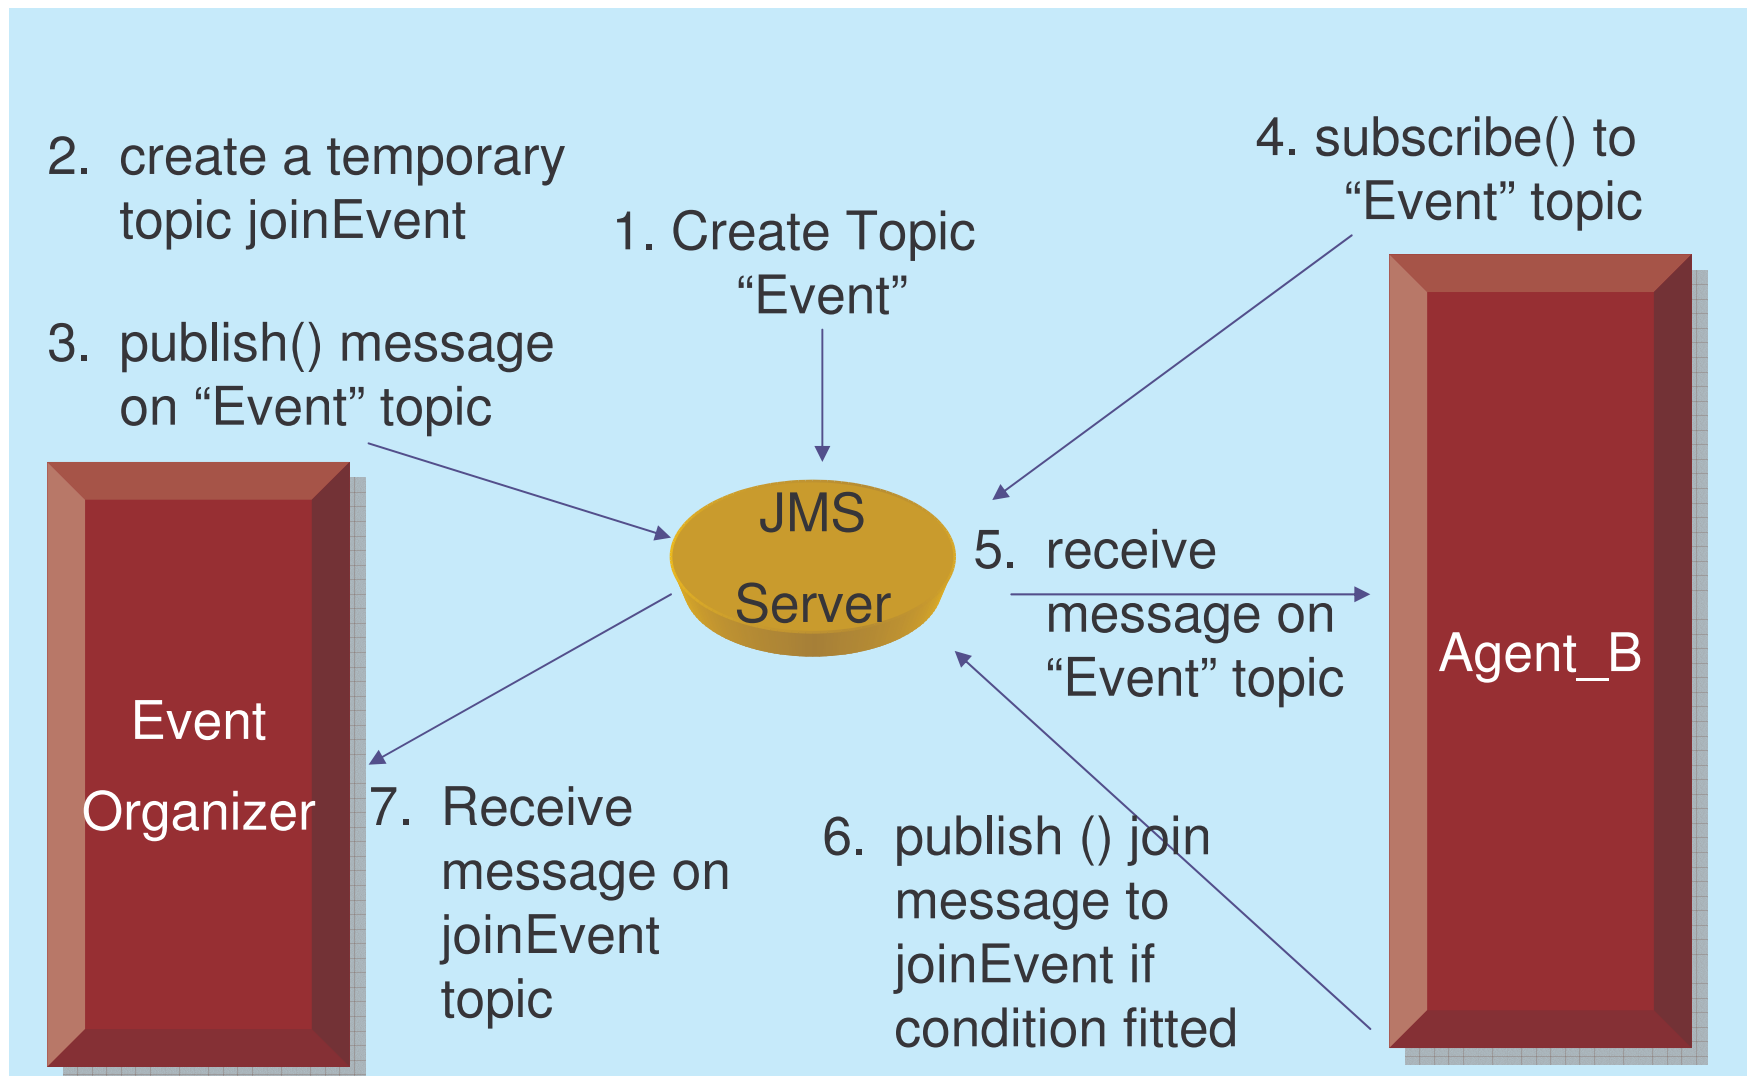 2. create a temporary
topic joinEvent
1. Create Topic
“Event”
3. publish() message
on “Event” topic
4. subscribe() to
“Event” topic
JMS
Server
5. receive
message on
“Event” topic
Agent_B
Event
Organizer
7. Receive
message on
joinEvent
topic
6. publish () join
message to
joinEvent if
condition fitted